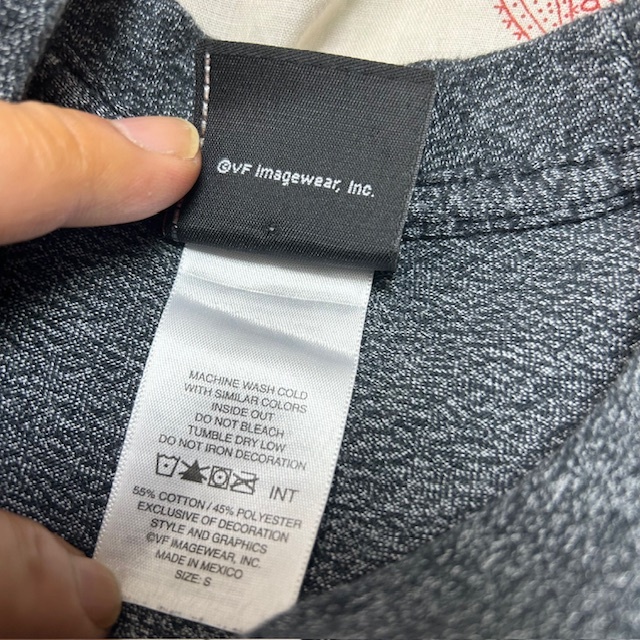 ©VF Imagewear, Inc.
MACHINE WASH COLD
WITH SIMILAR COLORS
INSIDE OUT
DO NOT BLEACH
TUMBLE DRY LOW
DO NOT IRON DECORATION
INT
55% COTTON / 45% POLYESTER
EXCLUSIVE OF DECORATION
STYLE AND GRAPHICS
©VF IMAGEWEAR, INC.
MADE IN MEXICO
SIZE: S